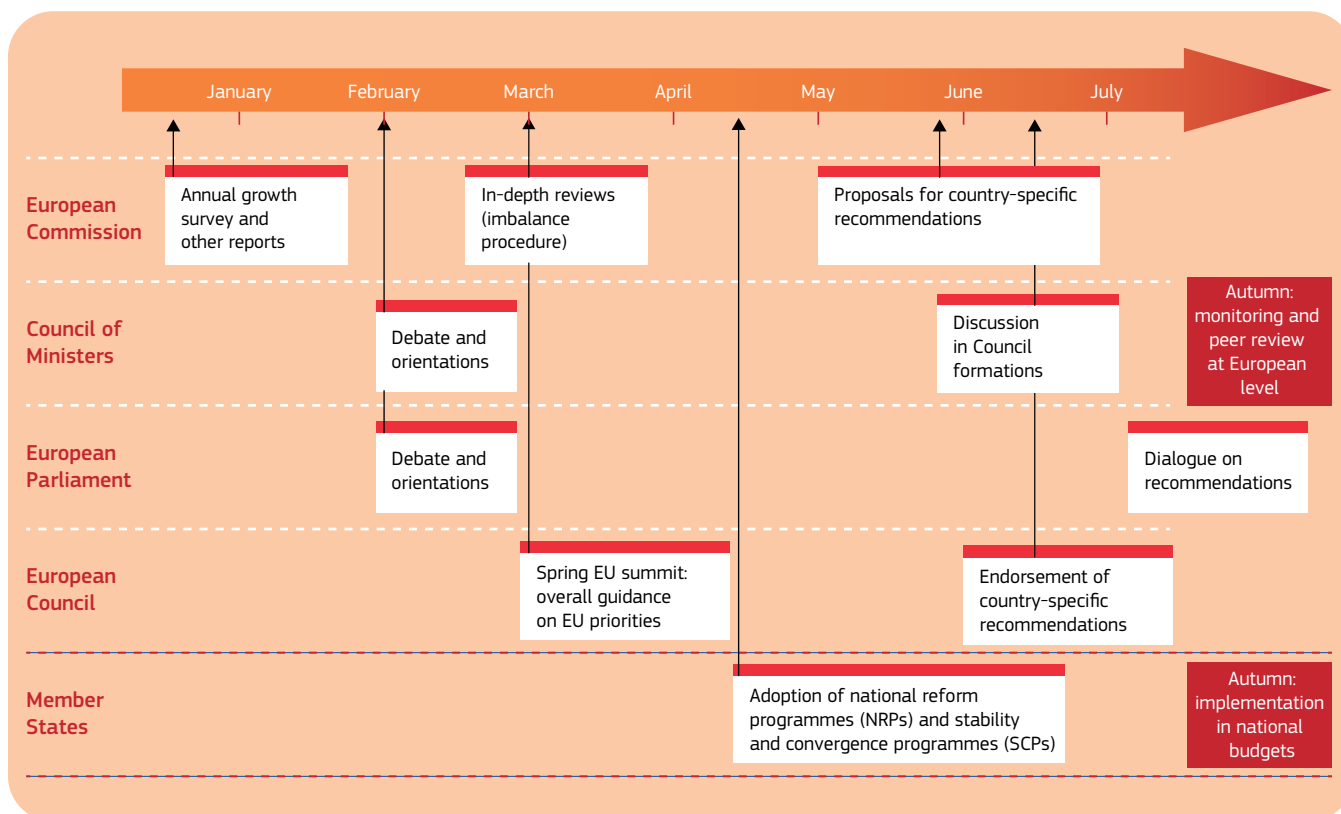 January
February
March
April
May
June
July
European
Commission
Annual growth
survey and
other reports
In-depth reviews
(imbalance
procedure)
Proposals for country-specific
recommendations
Council of
Ministers
Debate and
orientations
Discussion
in Council
formations
Autumn:
monitoring and
peer review
at European
level
European
Parliament
Debate and
orientations
Dialogue on
recommendations
European
Council
Spring EU summit:
overall guidance
on EU priorities
Endorsement of
country-specific
recommendations
Member
States
Adoption of national reform
programmes (NRPs) and stability
and convergence programmes (SCPs)
Autumn:
implementation
in national
budgets